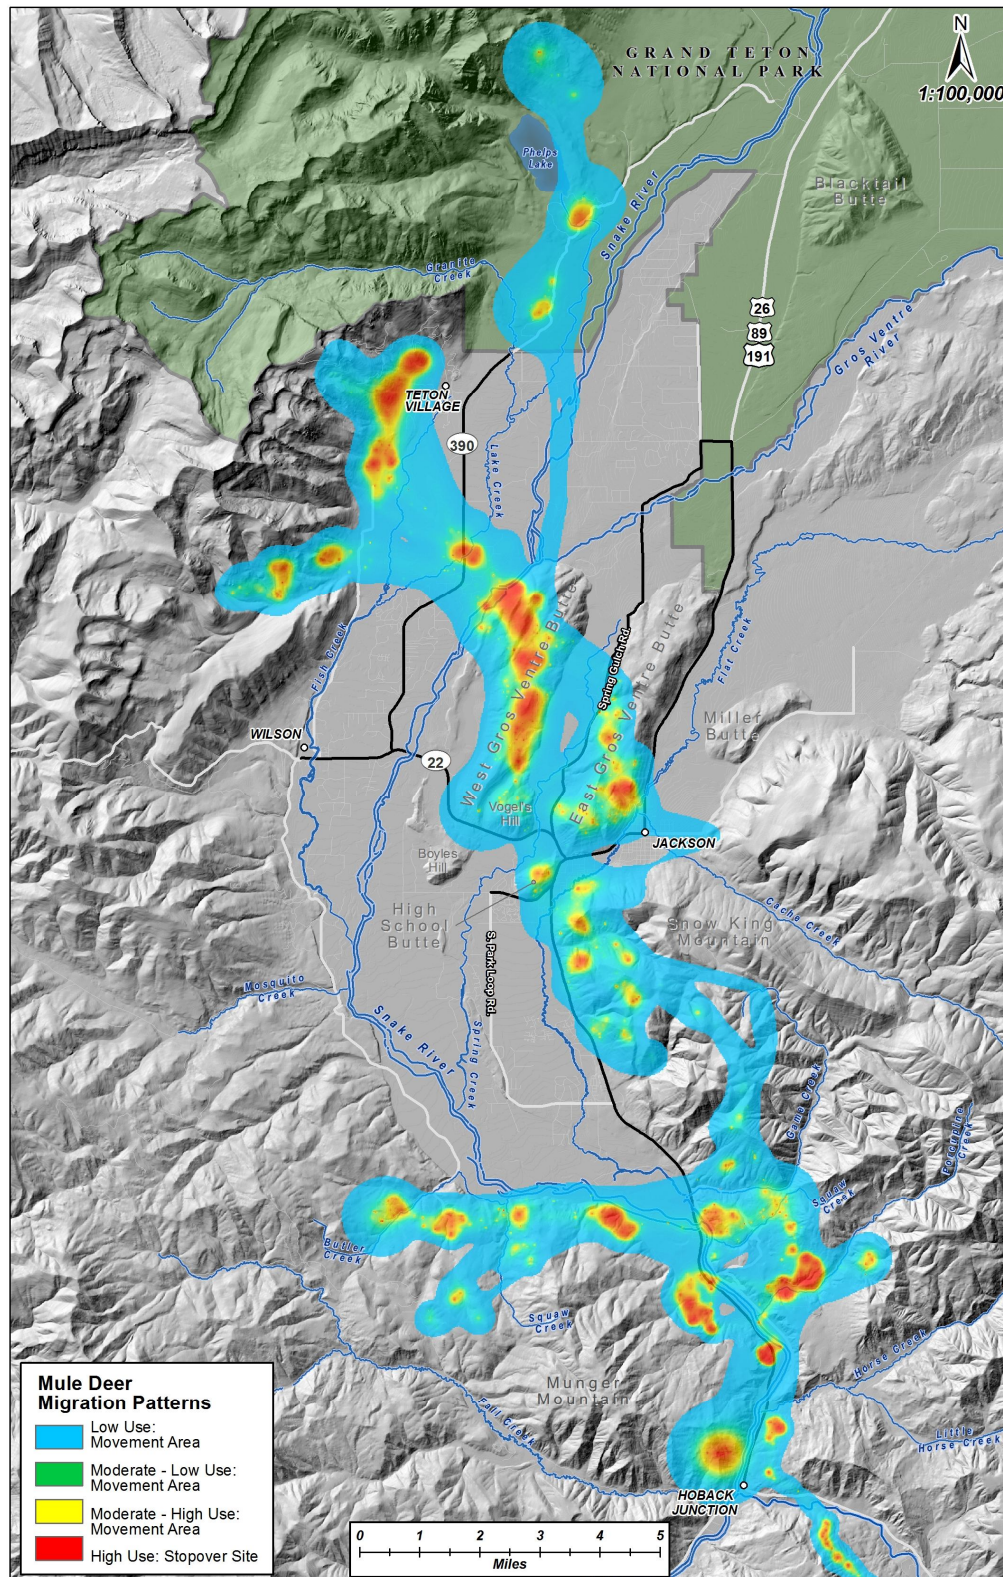 N
1:100,000
GRAND TETON
NATIONAL PARK
Phelps
Lake
Snake River
Blacktail
Butte
Granite
Creek
26
89
191
Gros Ventre
River
TETON
VILLAGE
390
Lake Creek
Fish Creek
West Gros Ventre Butte
Spring Gulch Rd.
East Gros Ventre Butte
Flat Creek
Miller
Butte
WILSON
22
Vogel's
Hill
JACKSON
Boyles
Hill
High
School
Butte
Cache Creek
Snow King
Mountain
S. Park Loop Rd.
Mosquito
Creek
Snake River
Spring Creek
Game Creek
Porcupine
Creek
Squaw
Creek
Butler
Creek
Squaw
Creek
Horse Creek
Munger
Mountain
Fall Creek
Little
Horse Creek
HOBACK
JUNCTION
Mule Deer
Migration Patterns
Low Use:
Movement Area
Moderate - Low Use:
Movement Area
Moderate - High Use:
Movement Area
High Use: Stopover Site
0 1 2 3 4 5
Miles